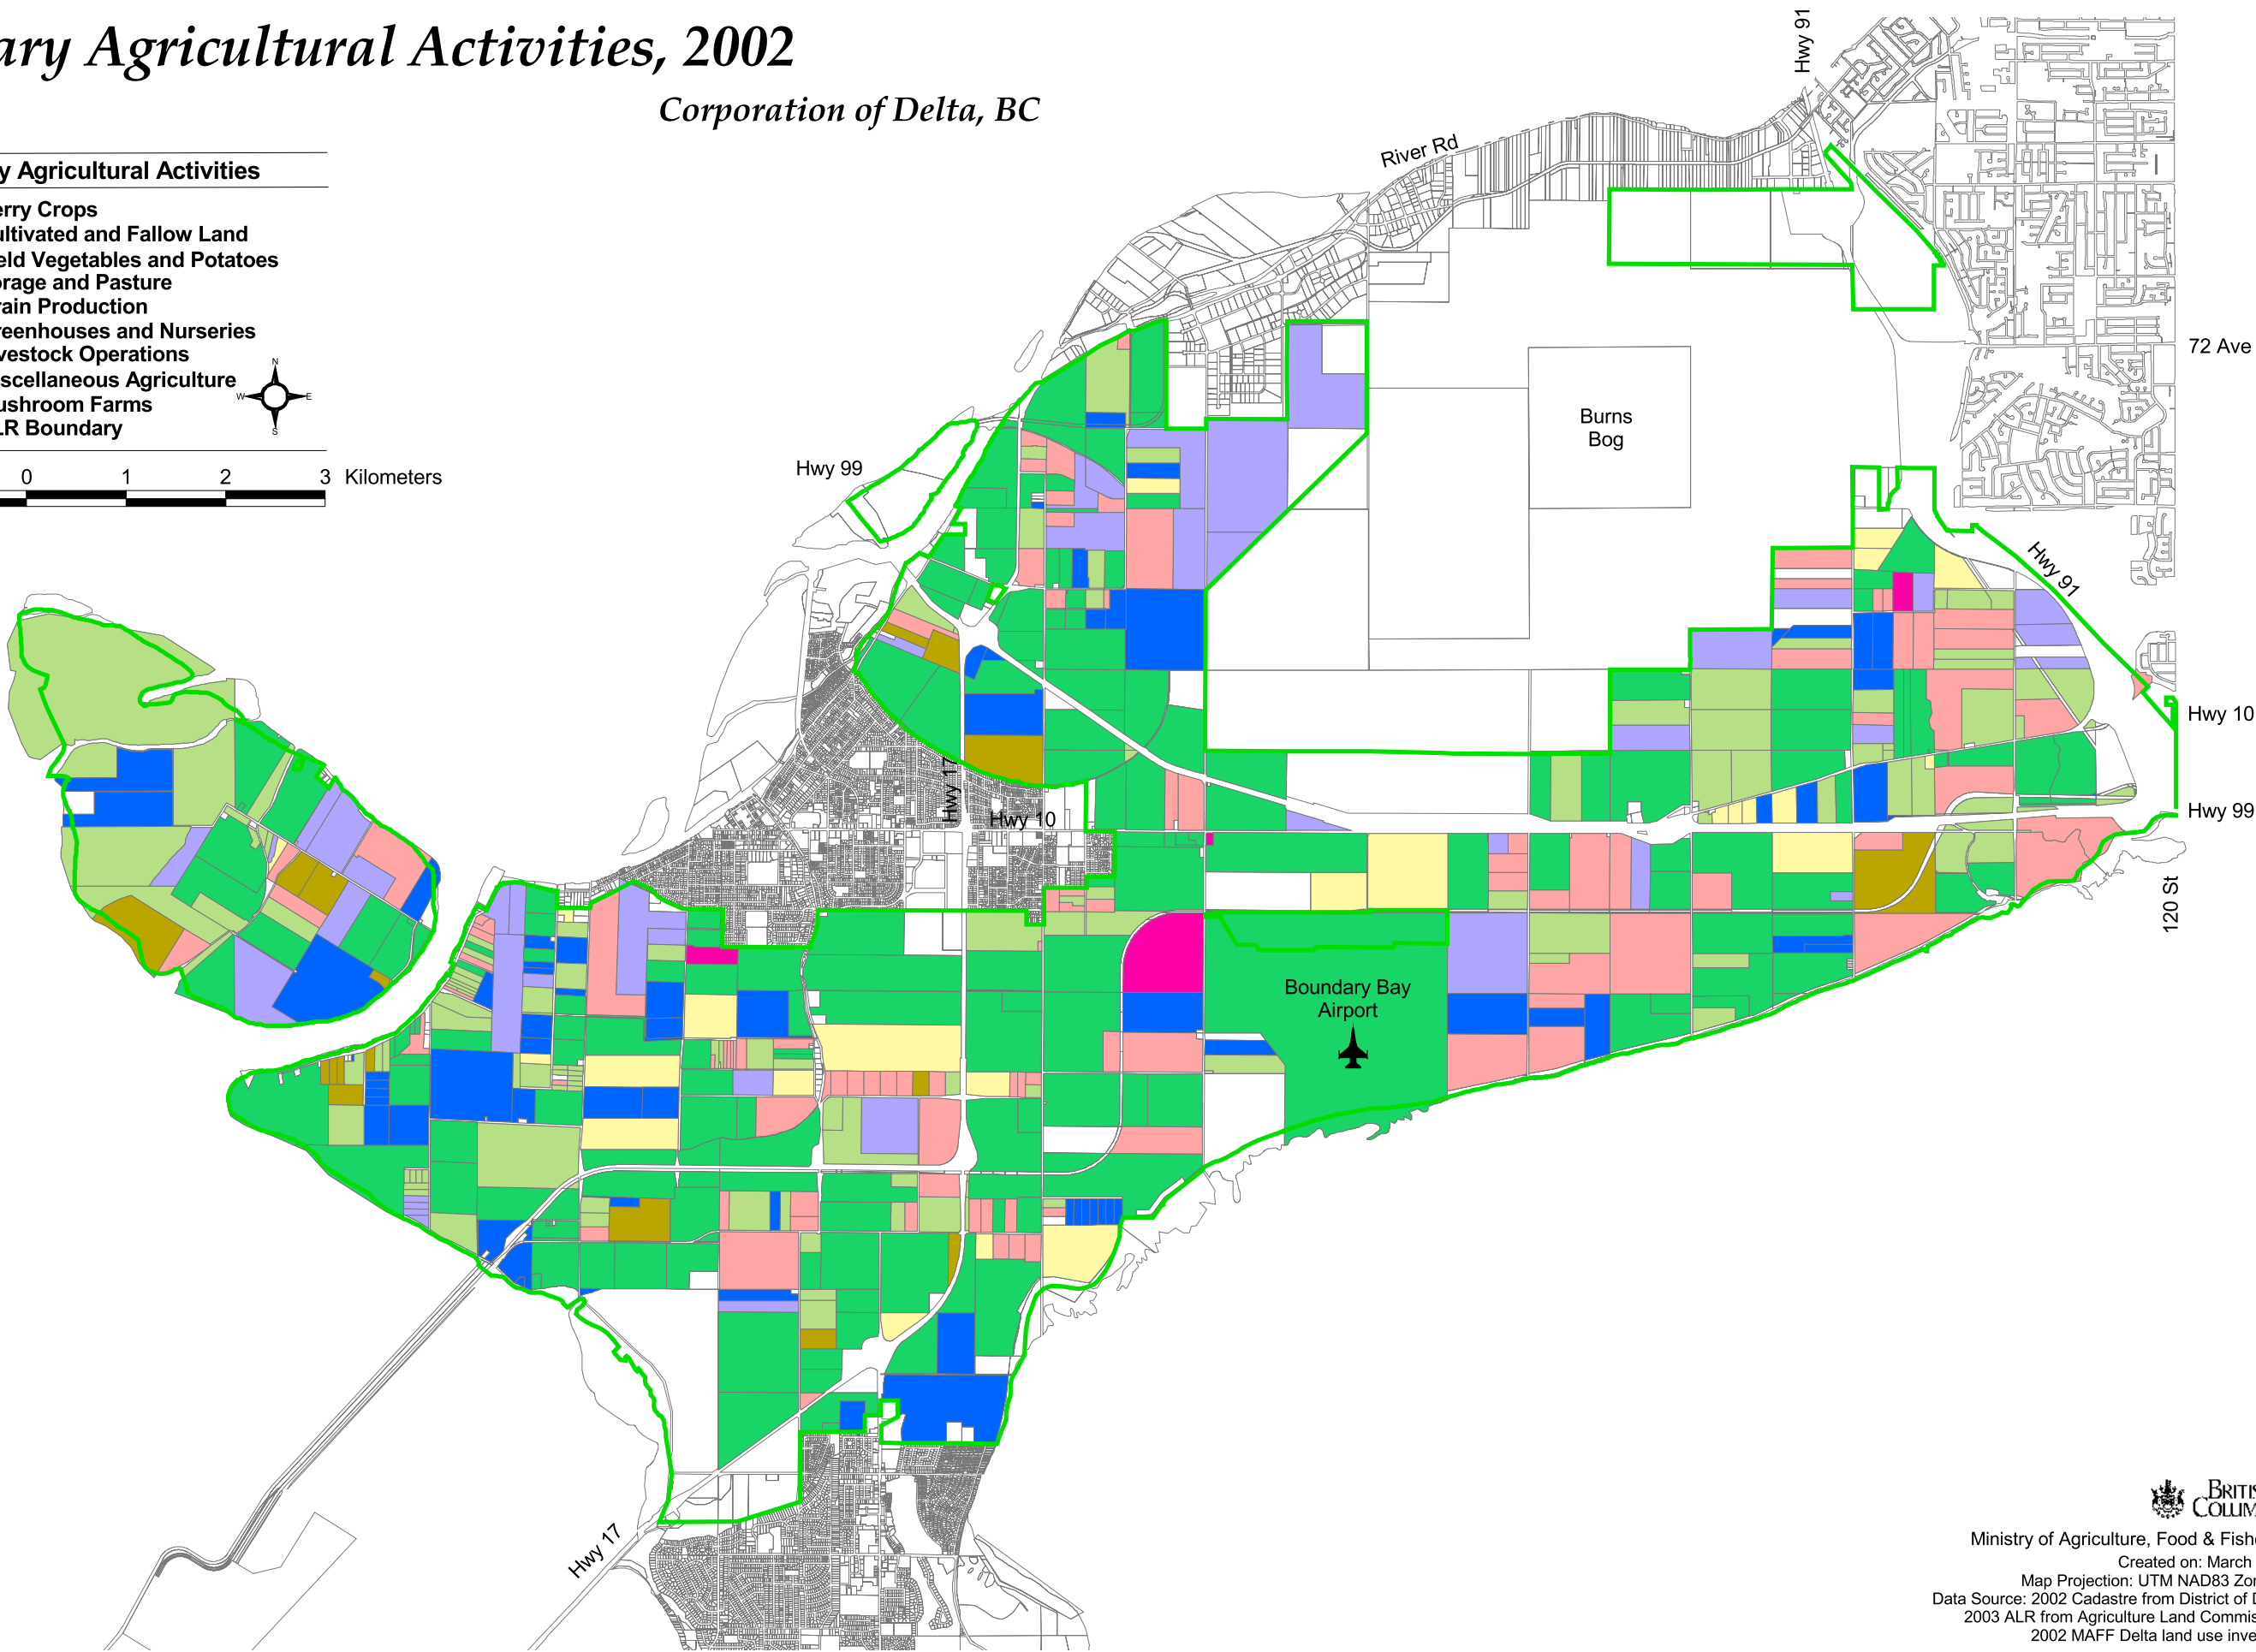 ary Agricultural Activities, 2002
Corporation of Delta, BC
y Agricultural Activities
erry Crops
ultivated and Fallow Land
eld Vegetables and Potatoes
orage and Pasture
rain Production
reenhouses and Nurseries
vestock Operations
iscellaneous Agriculture
ushroom Farms
LR Boundary
N
W
E
S
0 1 2 3 Kilometers
Hwy 91
River Rd
72 Ave
Burns
Bog
Hwy 99
Hwy 91
Hwy 10
Hwy 17
Hwy 10
Hwy 99
120 St
Boundary Bay
Airport
Hwy 17
BRITIS
COLUM
Ministry of Agriculture, Food & Fishe
Created on: March
Map Projection: UTM NAD83 Zon
Data Source: 2002 Cadastre from District of D
2003 ALR from Agriculture Land Commis
2002 MAFF Delta land use inve